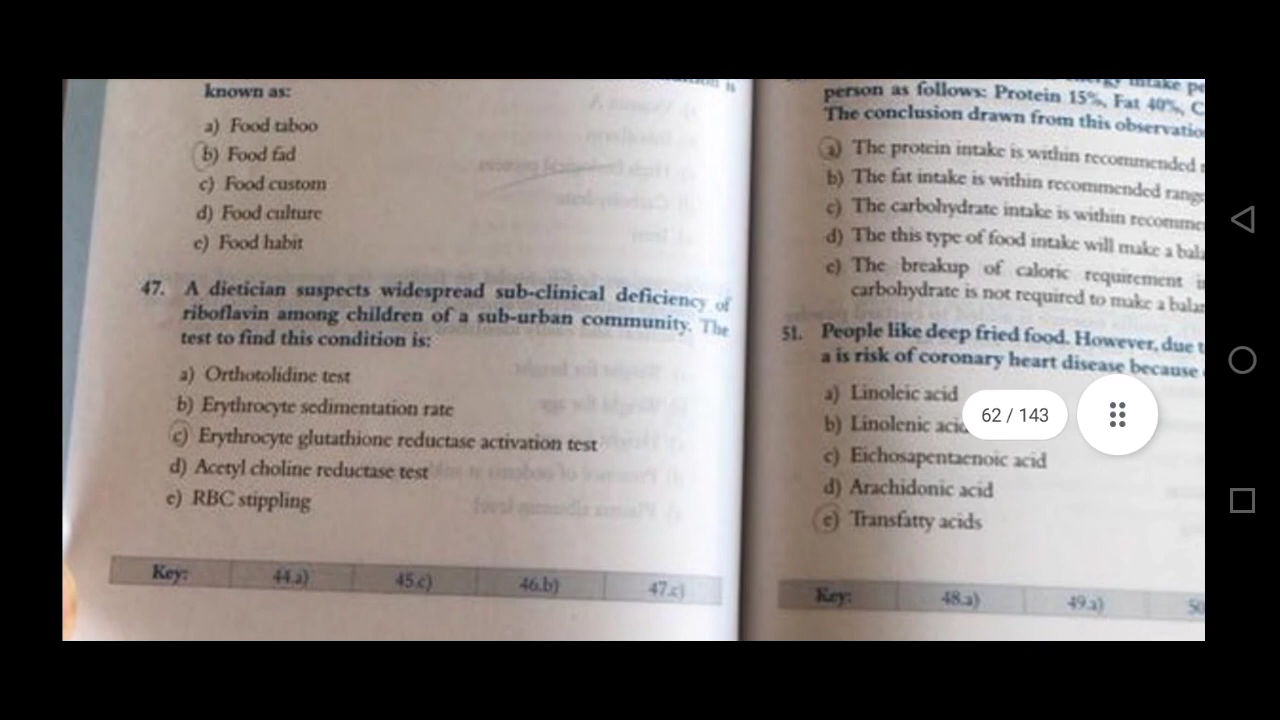 known as:
a) Food taboo
b) Food fad
c) Food custom
d) Food culture
e) Food habit
47. A dietician suspects widespread sub-clinical deficiency of
riboflavin among children of a sub-urban community. The
test to find this condition is:
a) Orthotolidine test
b) Erythrocyte sedimentation rate
c) Erythrocyte glutathione reductase activation test
d) Acetyl choline reductase test
e) RBC stippling
Key: 44.a) 45.c) 46.b) 47.c)
energy intake
person as follows: Protein 15%, Fat 40%, C
The conclusion drawn from this
a) The protein intake is within recommended
b) The fat intake is within recommended
c) The carbohydrate intake is within
d) The this type of food intake will make a
e) The breakup of caloric requirement
carbohydrate is not required to make a
51. People like deep fried food. However, due
a is risk of coronary heart disease because
a) Linoleic acid
b) Linolenic
c) Eichosapentaenoic acid
d) Arachidonic acid
e) Transfatty acids
Key: 48.a) 49.a) 50
62 / 143